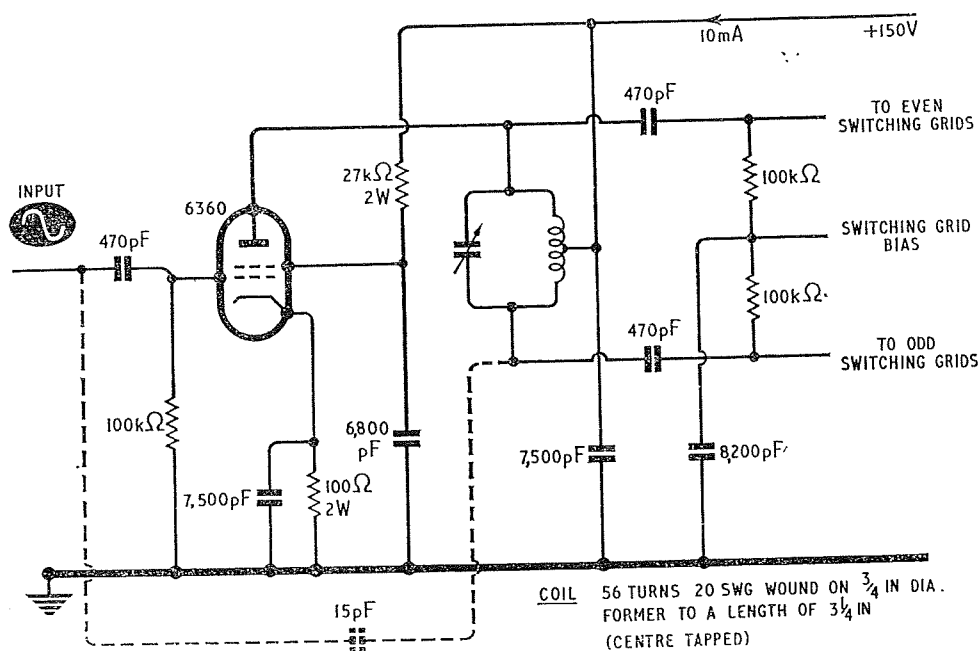 10mA
+150V
470pF
TO EVEN
SWITCHING GRIDS
INPUT
6360
27kΩ
2W
100kΩ
470pF
SWITCHING GRID
BIAS
100kΩ
470pF
TO ODD
SWITCHING GRIDS
100kΩ
6,800
pF
7,500pF
8,200pF
7,500pF
100Ω
2W
15pF
COIL 56 TURNS 20 SWG WOUND ON 3/4 IN DIA.
FORMER TO A LENGTH OF 3 1/4 IN
(CENTRE TAPPED)